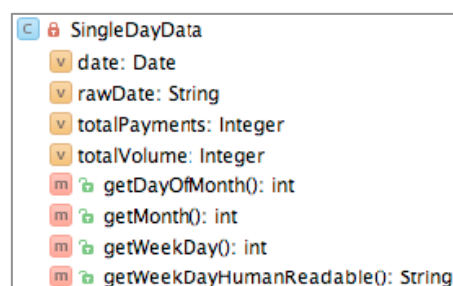 C SingleDayData
v date: Date
v rawDate: String
v totalPayments: Integer
v totalVolume: Integer
m getDayOfMonth(): int
m getMonth(): int
m getWeekDay(): int
m getWeekDayHumanReadable(): String